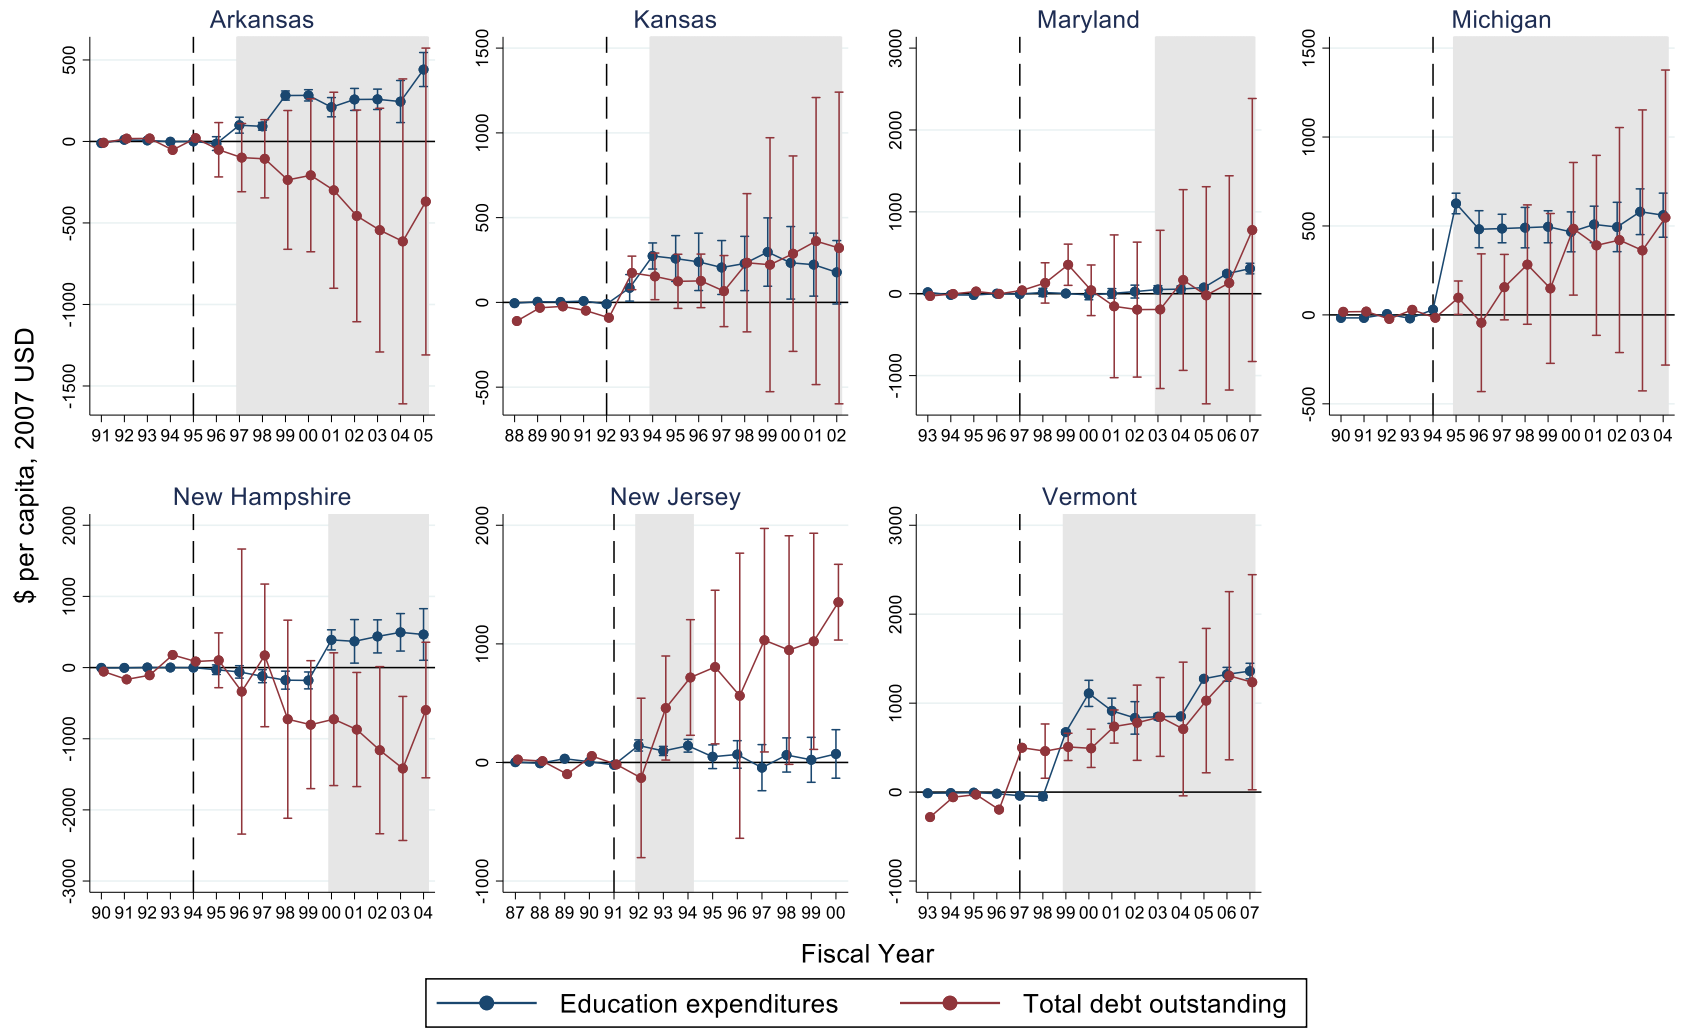 Arkansas Kansas Maryland Michigan
$ per capita, 2007 USD
500 0 -500 -1000 -1500
91 92 93 94 95 96 97 98 99 00 01 02 03 04 05
1500 1000 500 0 -500
88 89 90 91 92 93 94 95 96 97 98 99 00 01 02
3000 2000 1000 0 -1000
93 94 95 96 97 98 99 00 01 02 03 04 05 06 07
1500 1000 500 0 -500
90 91 92 93 94 95 96 97 98 99 00 01 02 03 04
New Hampshire New Jersey Vermont
2000 1000 0 -1000 -2000 -3000
90 91 92 93 94 95 96 97 98 99 00 01 02 03 04
2000 1000 0 -1000
87 88 89 90 91 92 93 94 95 96 97 98 99 00
3000 2000 1000 0 -1000
93 94 95 96 97 98 99 00 01 02 03 04 05 06 07
Fiscal Year
Education expenditures Total debt outstanding